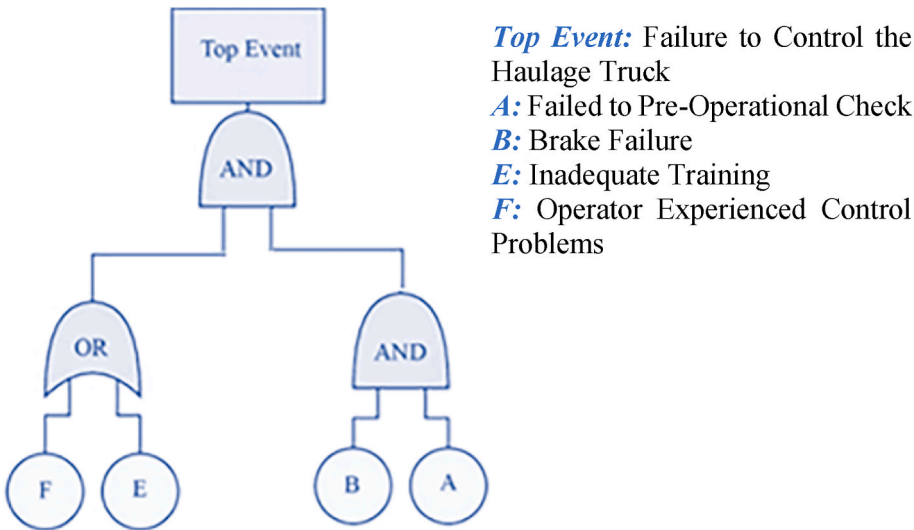 Top Event
AND
OR
AND
F
E
B
A
Top Event: Failure to Control the
Haulage Truck
A: Failed to Pre-Operational Check
B: Brake Failure
E: Inadequate Training
F: Operator Experienced Control
Problems